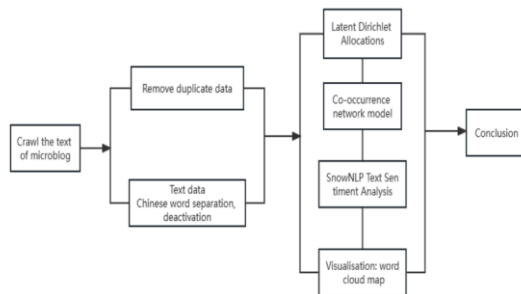 Crawl the text
of microblog
Remove duplicate data
Text data
Chinese word separation,
deactivation
Latent Dirichlet
Allocations
Co-occurrence
network model
SnowNLP Text Sen
timent Analysis
Visualisation: word
cloud map
Conclusion